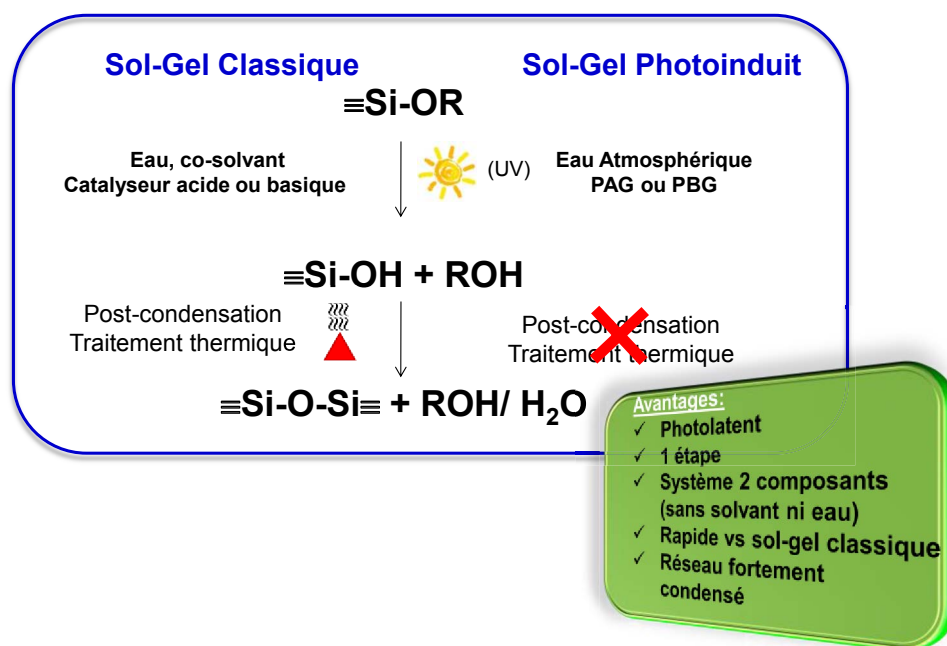 Sol-Gel Classique
Sol-Gel Photoinduit
≡Si-OR
Eau, co-solvant
Catalyseur acide ou basique
(UV)
Eau Atmosphérique
PAG ou PBG
≡Si-OH + ROH
Post-condensation
Traitement thermique
Post-condensation
Traitement thermique
≡Si-O-Si≡ + ROH/ H₂O
Avantages:
✓ Photolatent
✓ 1 étape
✓ Système 2 composants
(sans solvant ni eau)
✓ Rapide vs sol-gel classique
✓ Réseau fortement
condensé